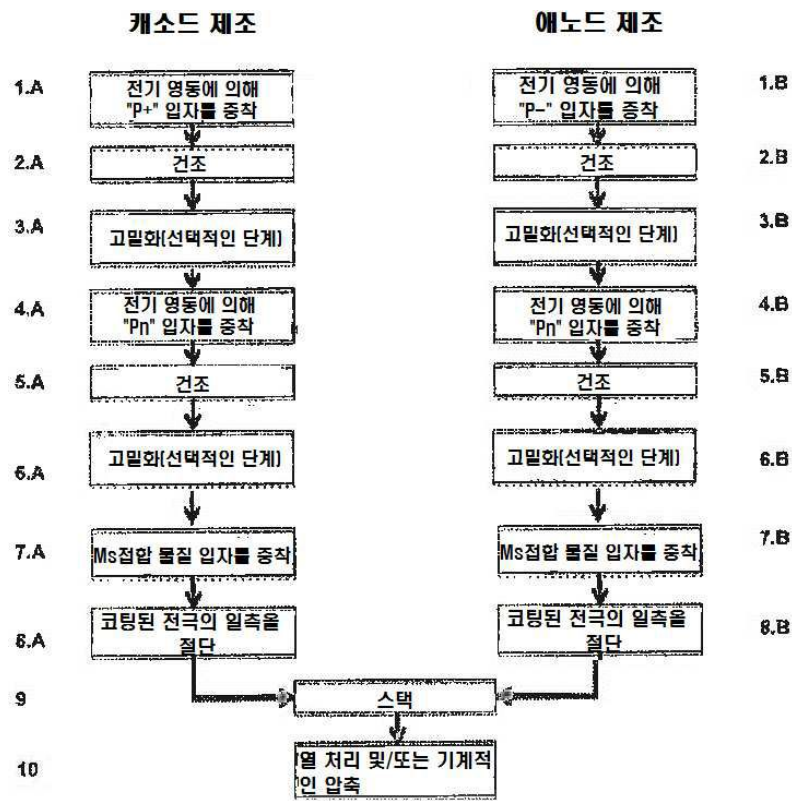 캐소드 제조
애노드 제조
1.A
전기 영동에 의해
"P+" 입자를 증착
전기 영동에 의해
"P-" 입자를 증착
1.B
2.A
건조
건조
2.B
3.A
고밀화(선택적인 단계)
고밀화(선택적인 단계)
3.B
4.A
전기 영동에 의해
"Pn" 입자를 증착
전기 영동에 의해
"Pn" 입자를 증착
4.B
5.A
건조
건조
5.B
6.A
고밀화(선택적인 단계)
고밀화(선택적인 단계)
6.B
7.A
Ms접합 물질 입자를 증착
Ms접합 물질 입자를 증착
7.B
8.A
코팅된 전극의 일측을
절단
코팅된 전극의 일측을
절단
8.B
9
스택
10
열 처리 및/또는 기계적
인 압축